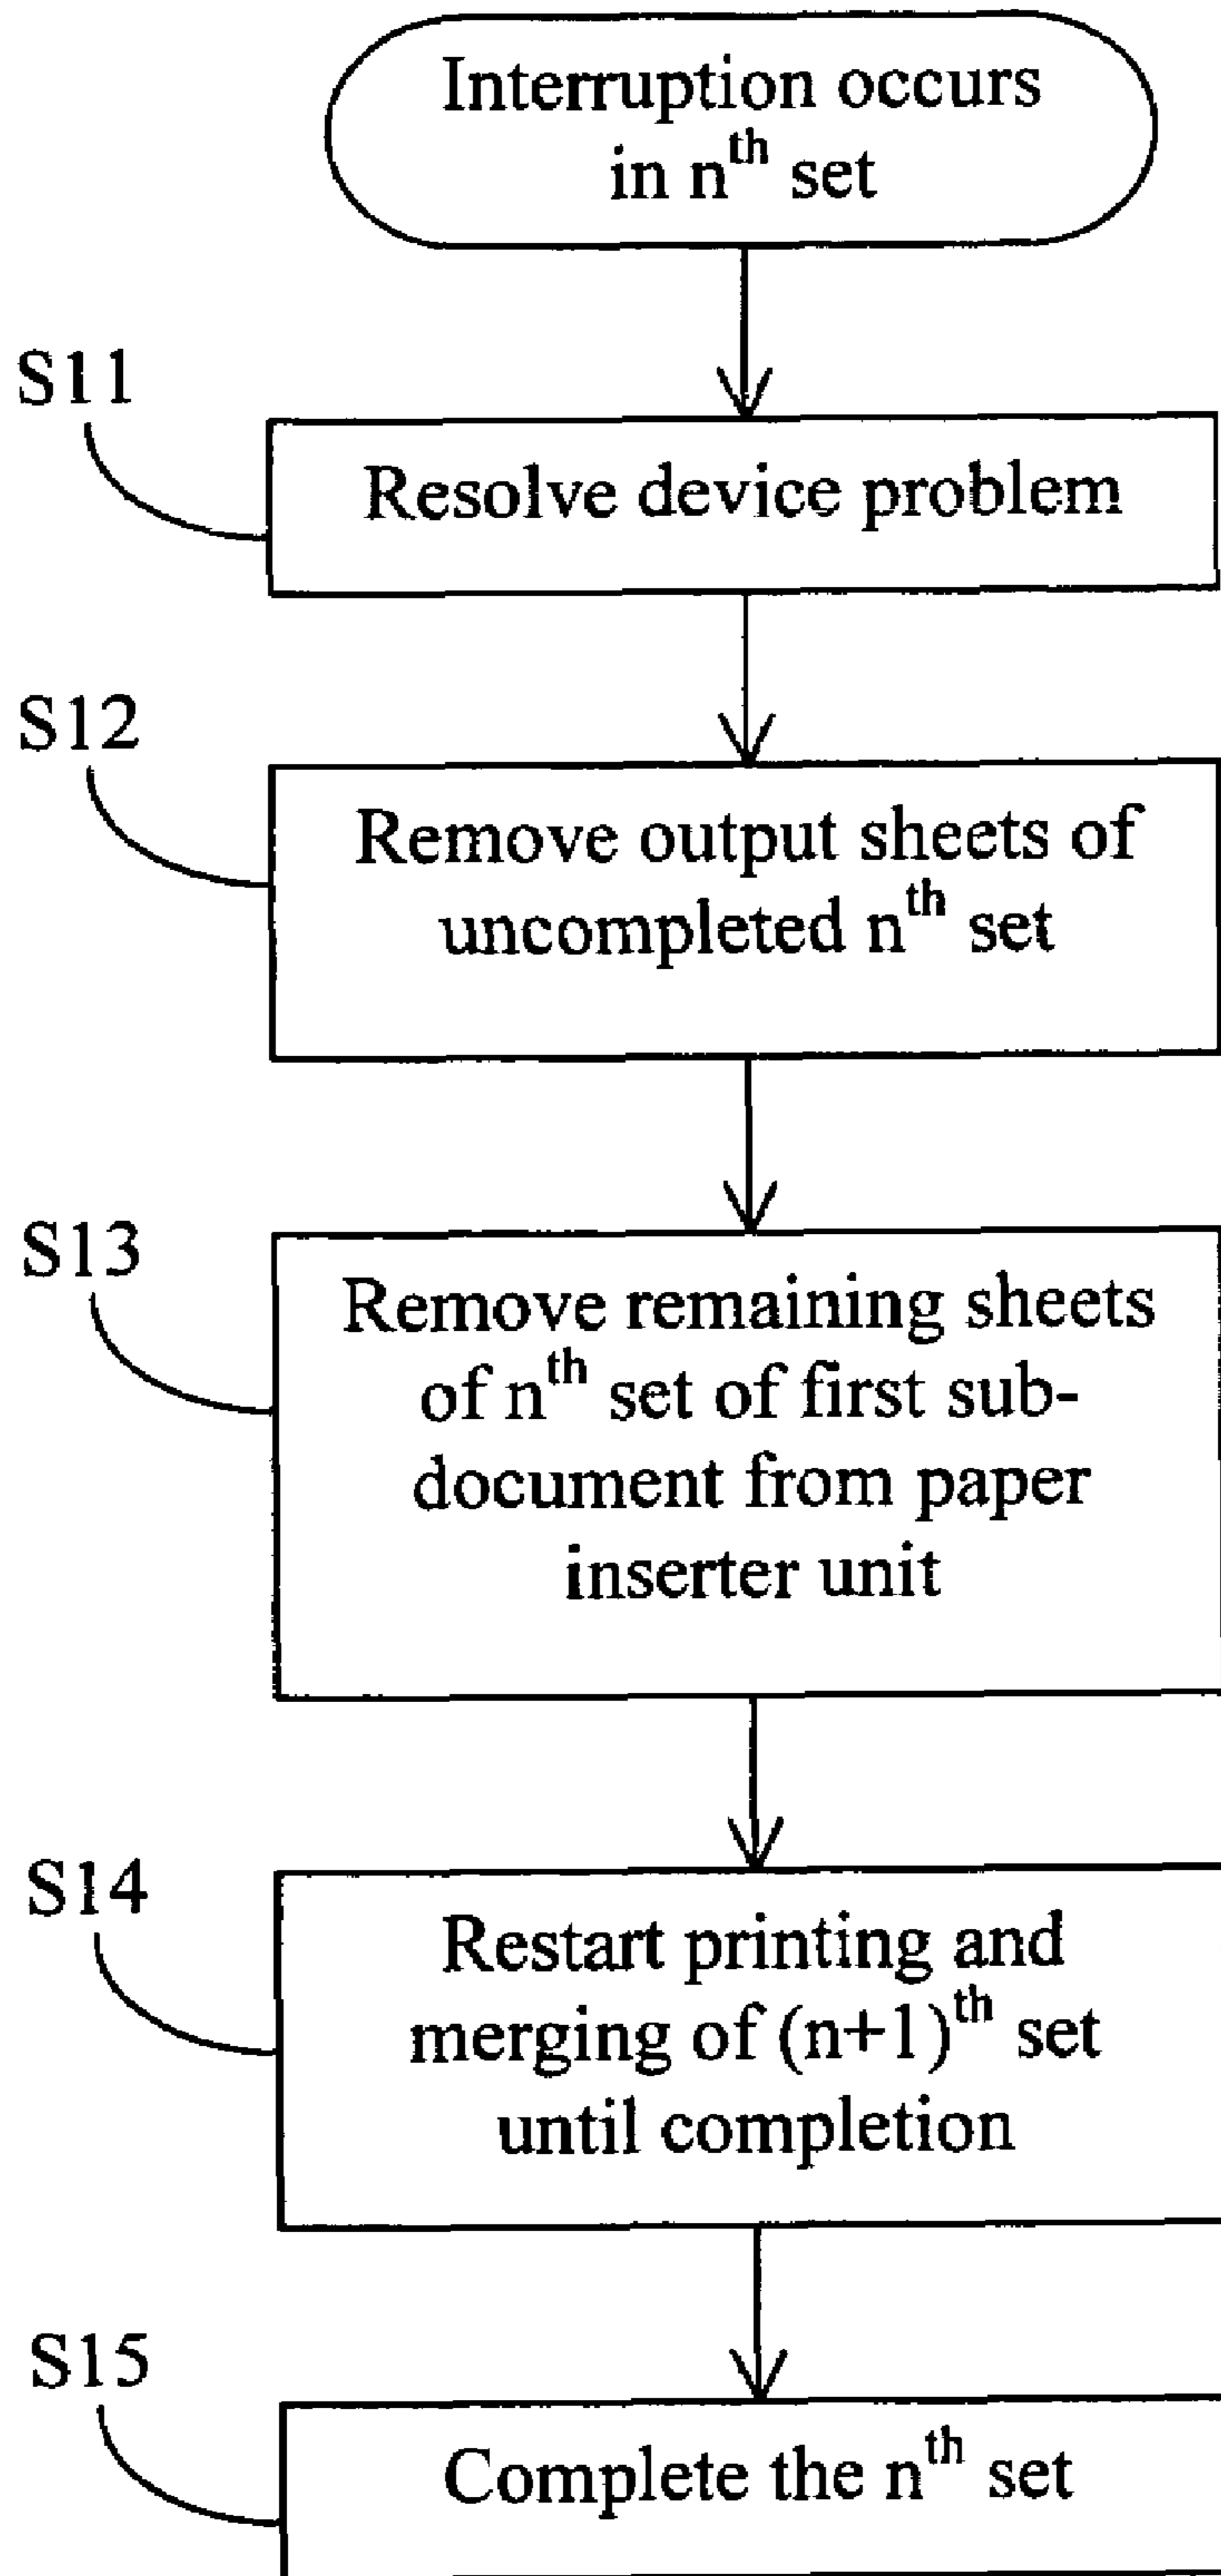 Interruption occurs
in nth set
S11
Resolve device problem
S12
Remove output sheets of
uncompleted nth set
S13
Remove remaining sheets
of nth set of first sub-
document from paper
inserter unit
S14
Restart printing and
merging of (n+1)th set
until completion
S15
Complete the nth set